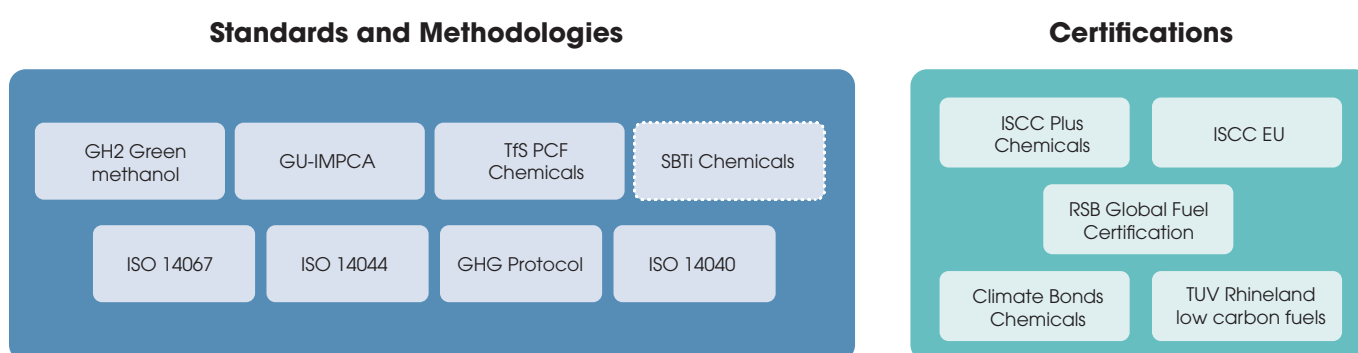 Standards and Methodologies
GH2 Green
methanol
GU-IMPCA
TfS PCF
Chemicals
SBTi Chemicals
ISO 14067
ISO 14044
GHG Protocol
ISO 14040
Certifications
ISCC Plus
Chemicals
ISCC EU
RSB Global Fuel
Certification
Climate Bonds
Chemicals
TUV Rhineland
low carbon fuels